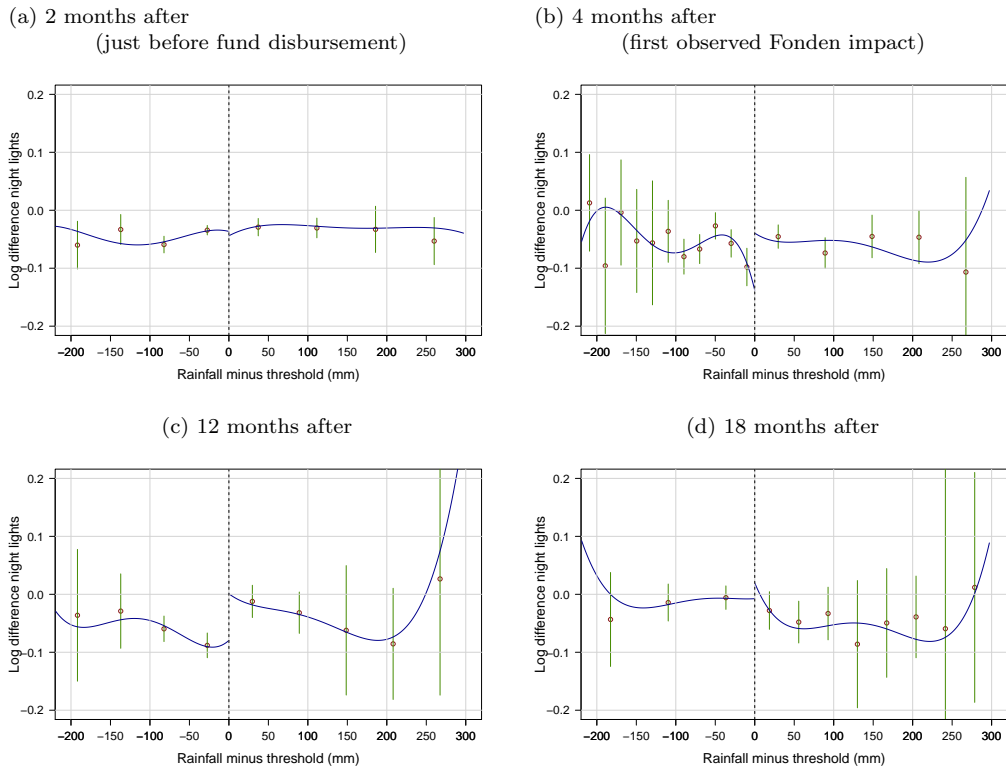 (a) 2 months after
(just before fund disbursement)
0.2
0.1
0.0
−0.1
−0.2
Log difference night lights
−200 −150 −100 −50 0 50 100 150 200 250 300
Rainfall minus threshold (mm)
(b) 4 months after
(first observed Fonden impact)
0.2
0.1
0.0
−0.1
−0.2
Log difference night lights
−200 −150 −100 −50 0 50 100 150 200 250 300
Rainfall minus threshold (mm)
(c) 12 months after
0.2
0.1
0.0
−0.1
−0.2
Log difference night lights
−200 −150 −100 −50 0 50 100 150 200 250 300
Rainfall minus threshold (mm)
(d) 18 months after
0.2
0.1
0.0
−0.1
−0.2
Log difference night lights
−200 −150 −100 −50 0 50 100 150 200 250 300
Rainfall minus threshold (mm)